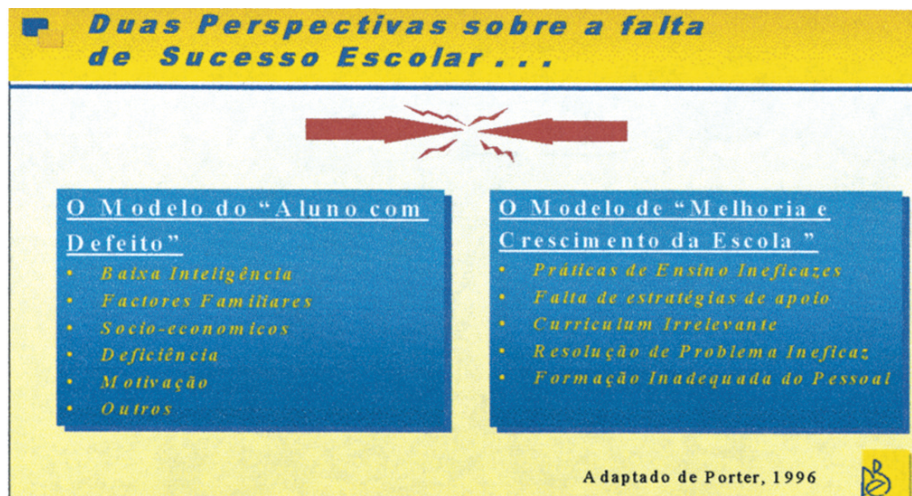 Duas Perspectivas sobre a falta
de Sucesso Escolar . . .
O Modelo do “Aluno com
Defeito”
• Baixa Inteligência
• Factores Familiares
• Socio-economicos
• Deficiência
• Motivação
• Outros
O Modelo de “Melhoria e
Crescimento da Escola ”
• Práticas de Ensino Ineficazes
• Falta de estratégias de apoio
• Curriculum Irrelevante
• Resolução de Problema Ineficaz
• Formação Inadequada do Pessoal
Adaptado de Porter, 1996